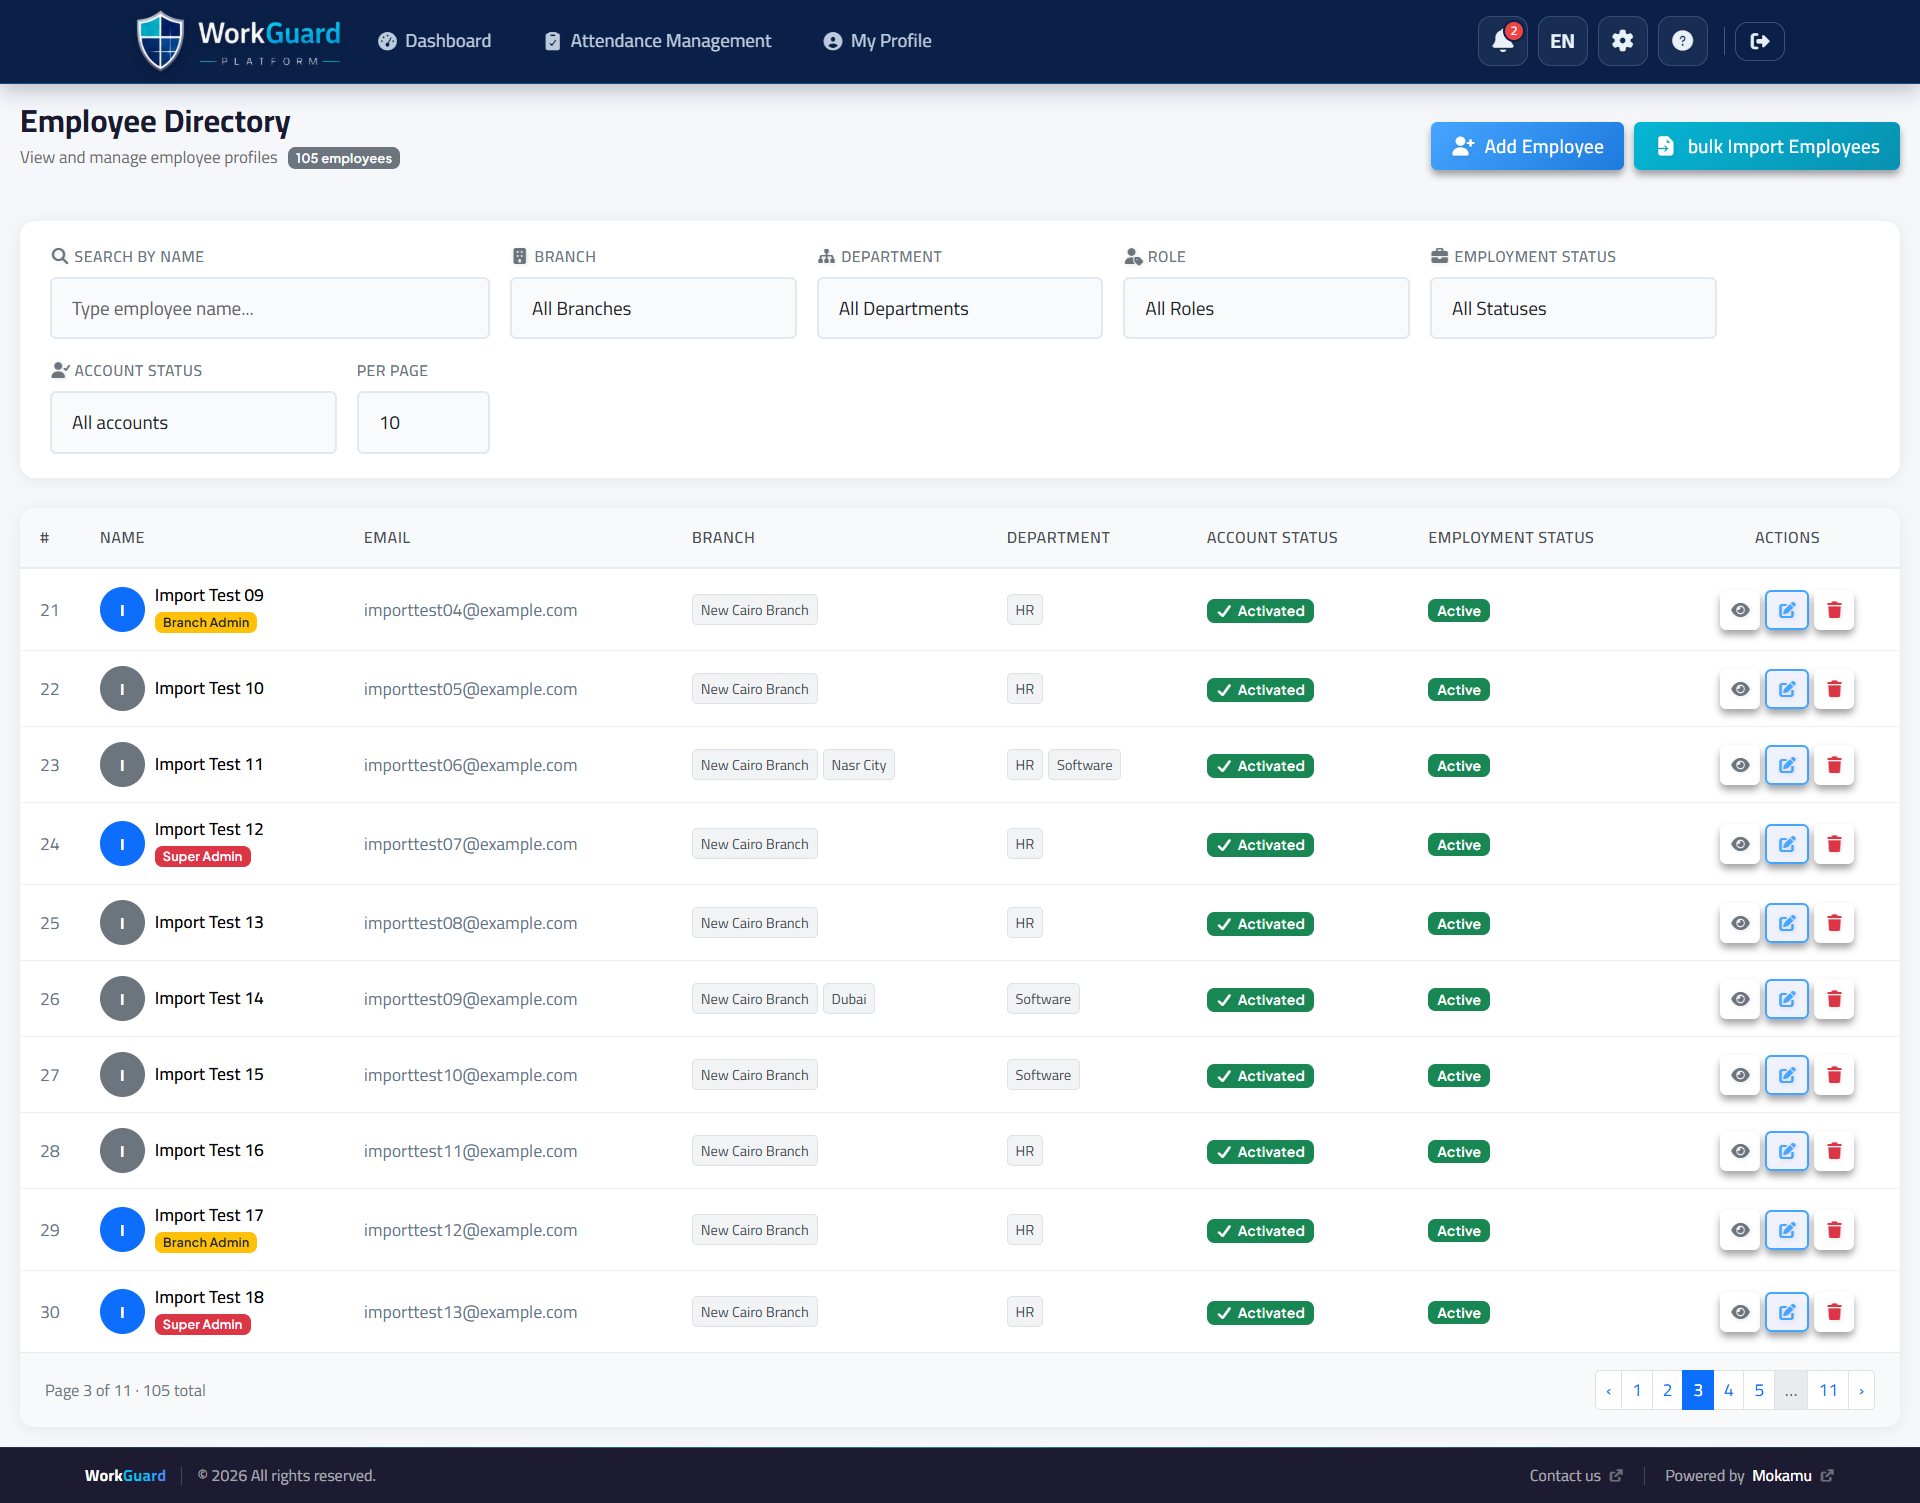 WorkGuard
PLATFORM
Dashboard
Attendance Management
My Profile
2
EN
Employee Directory
View and manage employee profiles 105 employees
Add Employee
bulk Import Employees
SEARCH BY NAME
BRANCH
DEPARTMENT
ROLE
EMPLOYMENT STATUS
Type employee name...
All Branches
All Departments
All Roles
All Statuses
ACCOUNT STATUS
PER PAGE
All accounts
10
# NAME EMAIL BRANCH DEPARTMENT ACCOUNT STATUS EMPLOYMENT STATUS ACTIONS
21 I Import Test 09 Branch Admin importtest04@example.com New Cairo Branch HR Activated Active
22 I Import Test 10 importtest05@example.com New Cairo Branch HR Activated Active
23 I Import Test 11 importtest06@example.com New Cairo Branch Nasr City HR Software Activated Active
24 I Import Test 12 Super Admin importtest07@example.com New Cairo Branch HR Activated Active
25 I Import Test 13 importtest08@example.com New Cairo Branch HR Activated Active
26 I Import Test 14 importtest09@example.com New Cairo Branch Dubai Software Activated Active
27 I Import Test 15 importtest10@example.com New Cairo Branch Software Activated Active
28 I Import Test 16 importtest11@example.com New Cairo Branch HR Activated Active
29 I Import Test 17 Branch Admin importtest12@example.com New Cairo Branch HR Activated Active
30 I Import Test 18 Super Admin importtest13@example.com New Cairo Branch HR Activated Active
Page 3 of 11 · 105 total
‹ 1 2 3 4 5 ... 11 ›
WorkGuard © 2026 All rights reserved.
Contact us
Powered by Mokamu